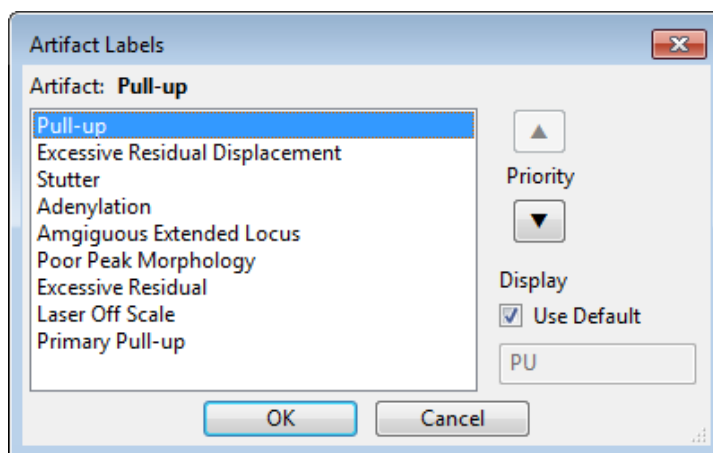 Artifact Labels
Artifact: Pull-up
Pull-up
Excessive Residual Displacement
Stutter
Adenylation
Amgiguous Extended Locus
Poor Peak Morphology
Excessive Residual
Laser Off Scale
Primary Pull-up
Priority
Display
Use Default
PU
OK
Cancel